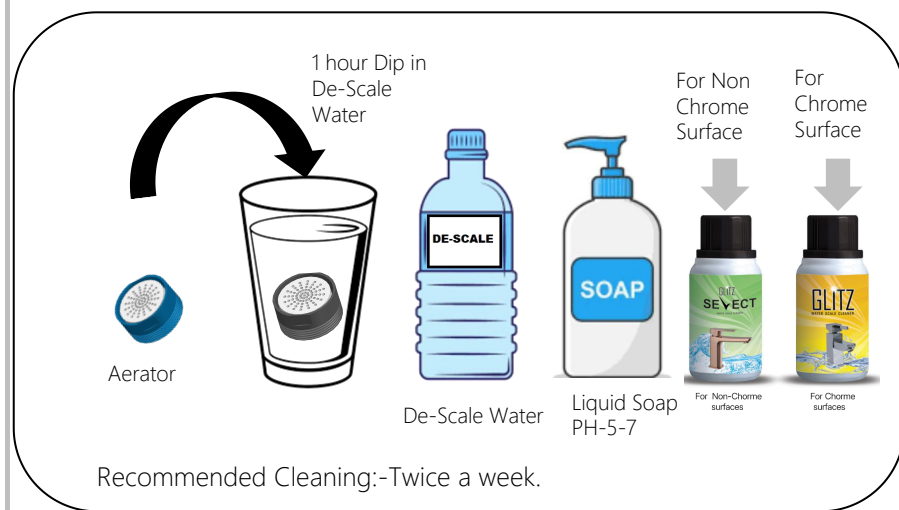 1 hour Dip in
De-Scale
Water
For Non
Chrome
Surface
For
Chrome
Surface
DE-SCALE
SOAP
GLITZ
SELECT
GLITZ
WATER SCALE CLEANER
Aerator
De-Scale Water
Liquid Soap
PH-5-7
For Non-Chorme
surfaces
For Chorme
surfaces
Recommended Cleaning:-Twice a week.